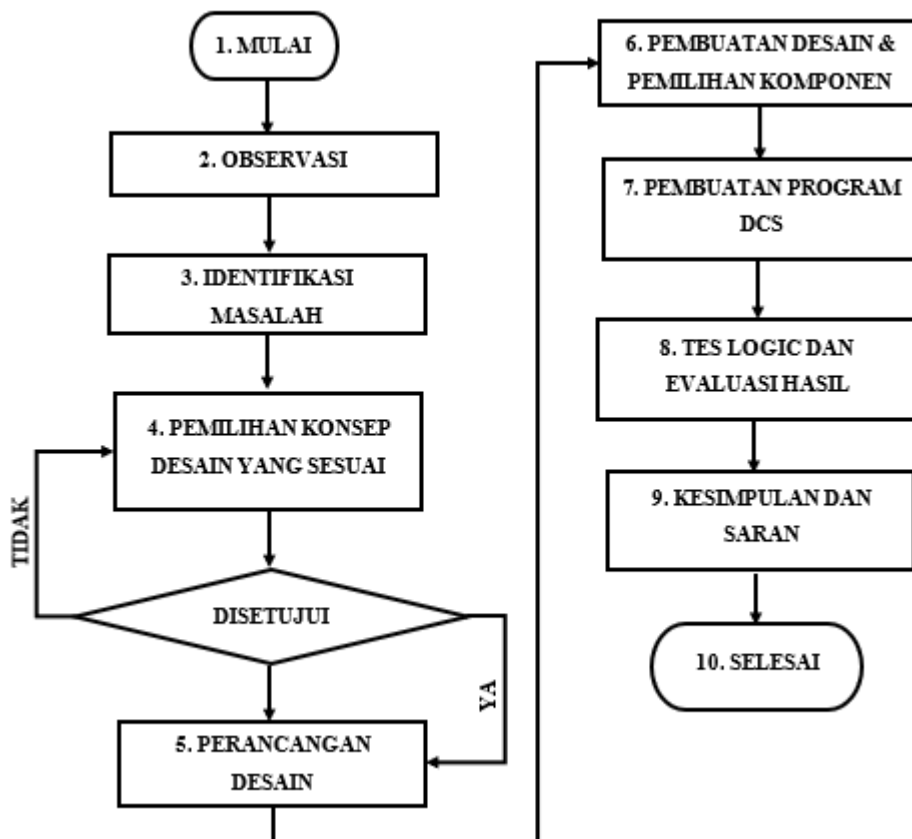 1. MULAI
2. OBSERVASI
3. IDENTIFIKASI
MASALAH
4. PEMILIHAN KONSEP
DESAIN YANG SESUAI
TIDAK
DISETUJUI
YA
5. PERANCANGAN
DESAIN
6. PEMBUATAN DESAIN &
PEMILIHAN KOMPONEN
7. PEMBUATAN PROGRAM
DCS
8. TES LOGIC DAN
EVALUASI HASIL
9. KESIMPULAN DAN
SARAN
10. SELESAI